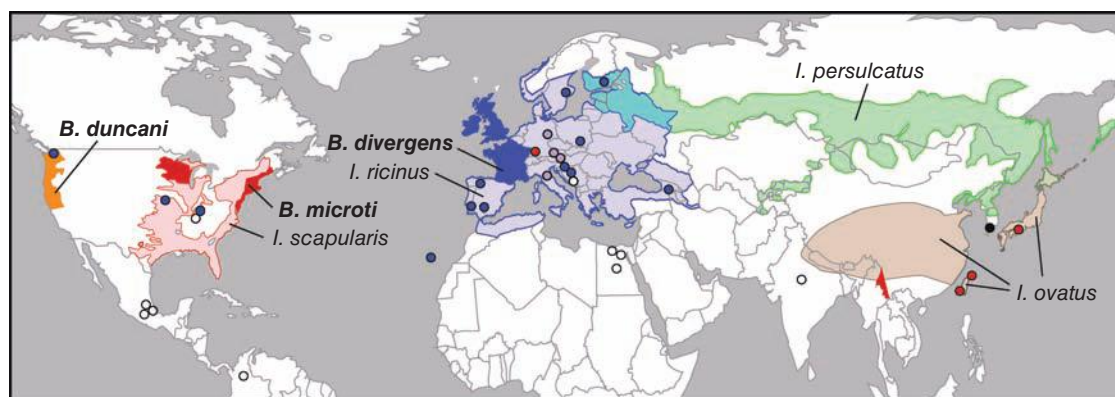 I. persulcatus
B. duncani
B. divergens
I. ricinus
B. microti
I. scapularis
I. ovatus